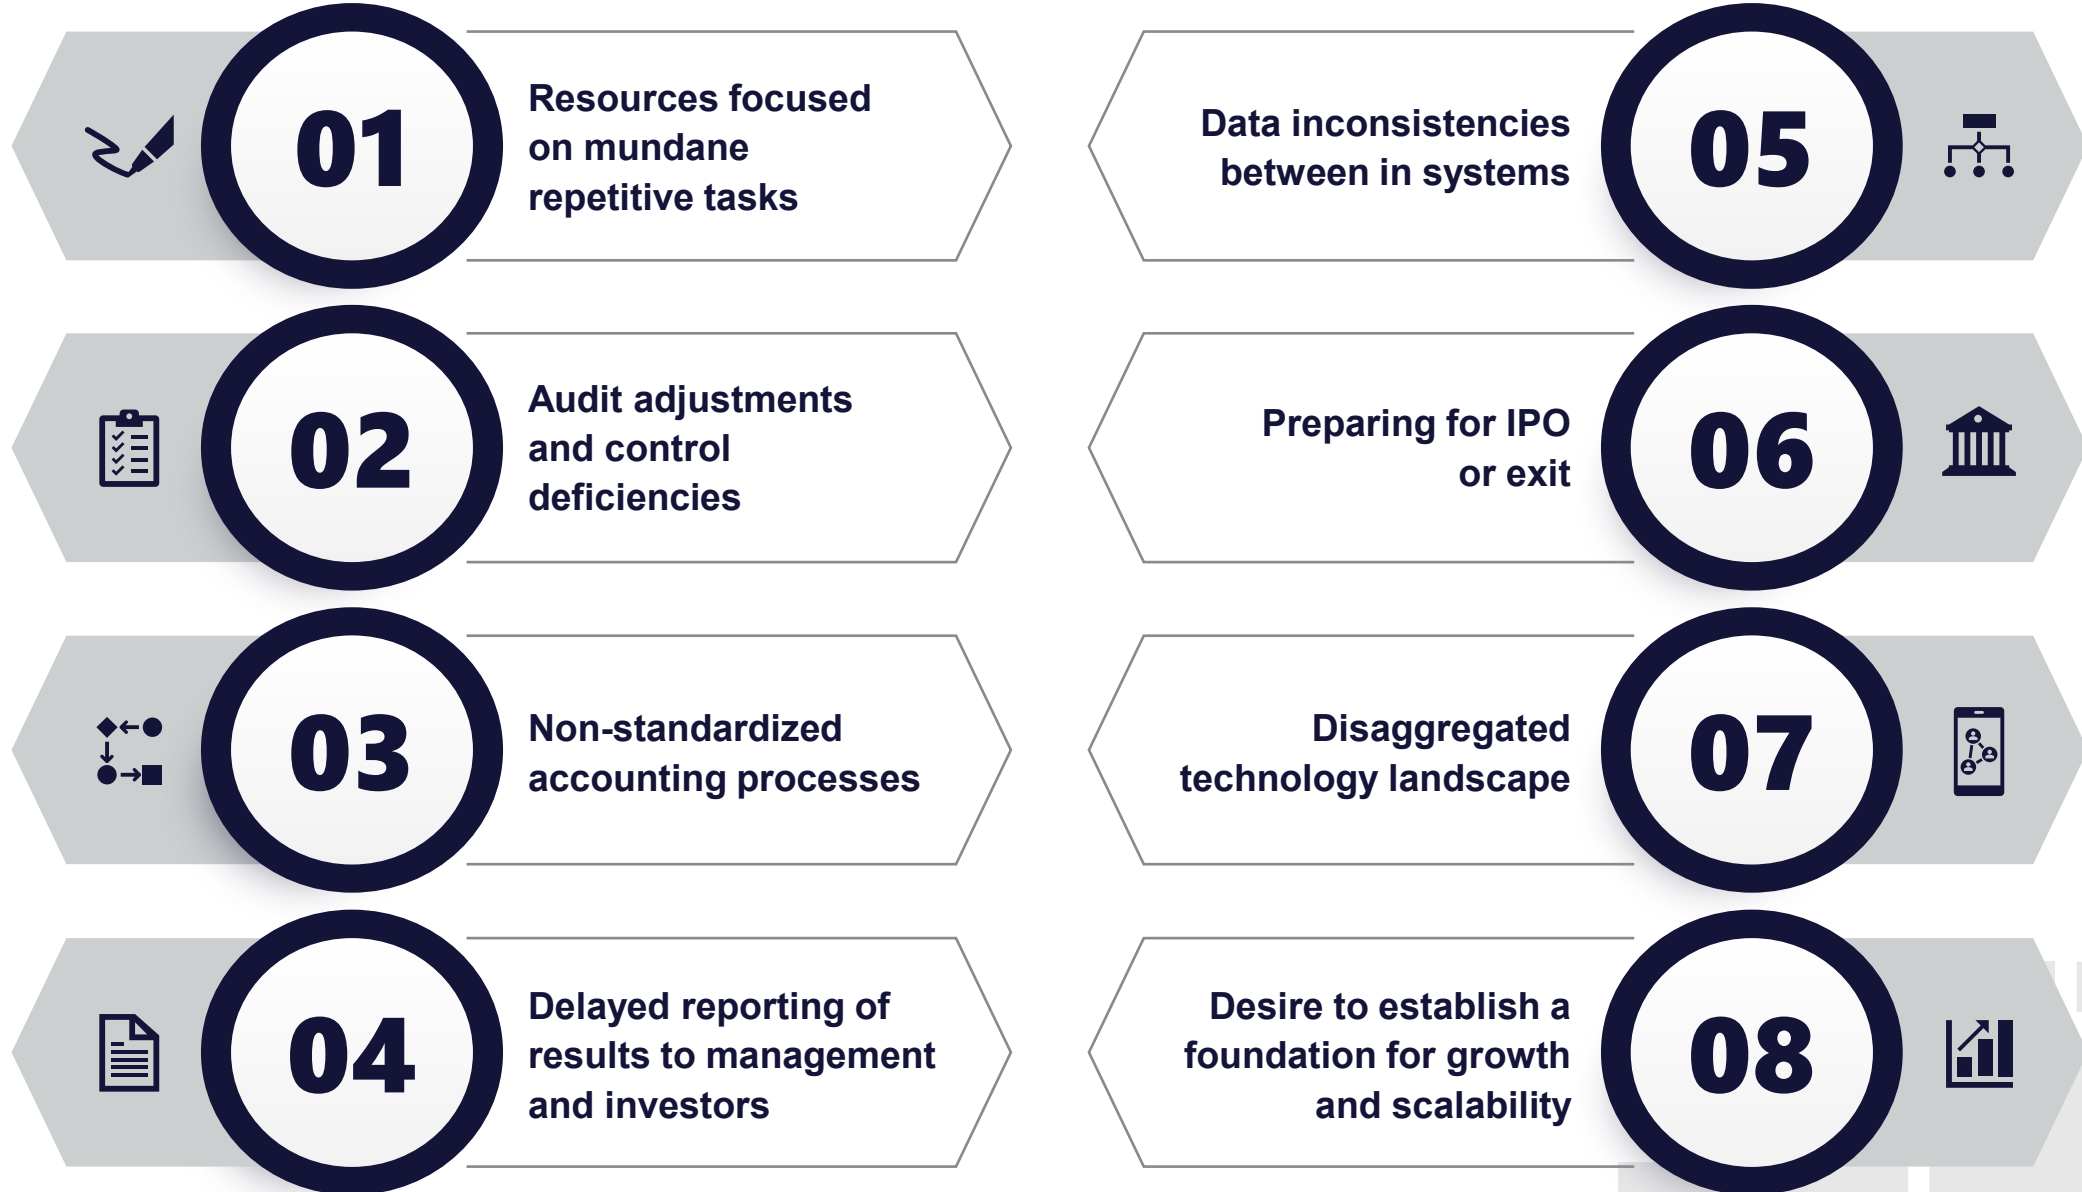 01
Resources focused
on mundane
repetitive tasks
02
Audit adjustments
and control
deficiencies
03
Non-standardized
accounting processes
04
Delayed reporting of
results to management
and investors
Data inconsistencies
between in systems
05
Preparing for IPO
or exit
06
Disaggregated
technology landscape
07
Desire to establish a
foundation for growth
and scalability
08